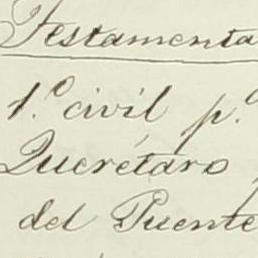 Testamenta
1.º civil p.º
Querétaro
del Puente